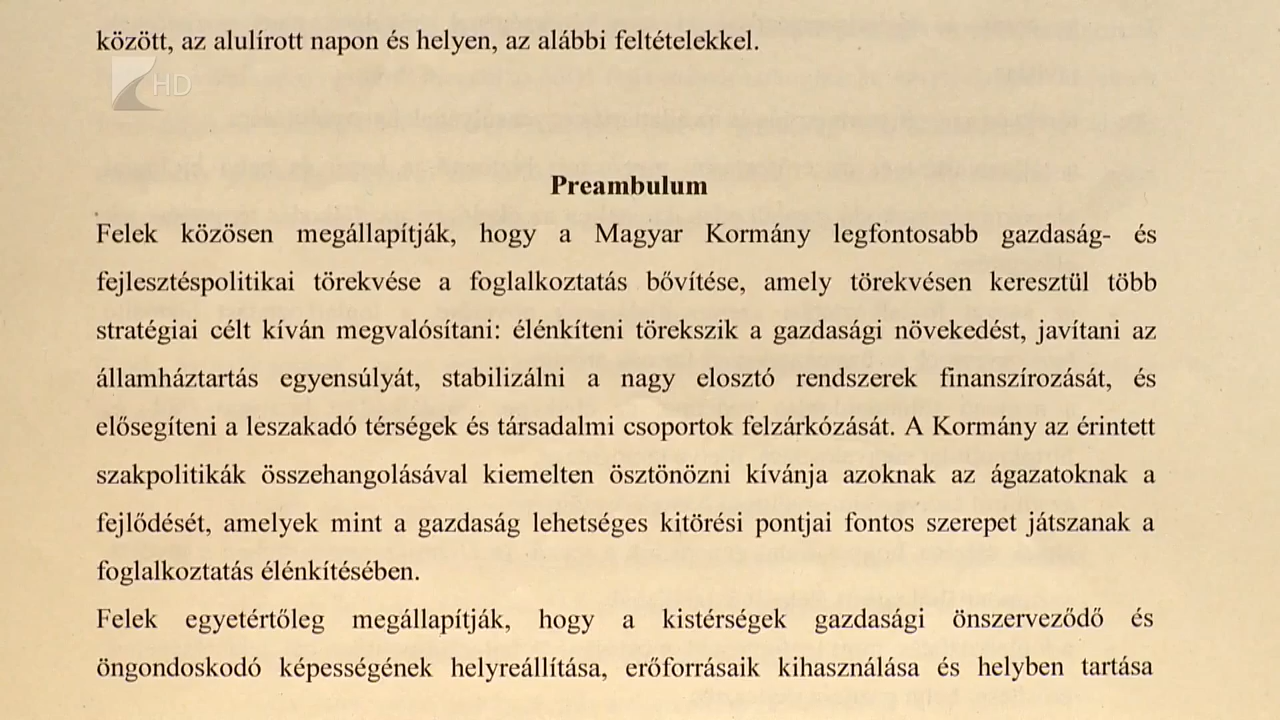 között, az alulírott napon és helyen, az alábbi feltételekkel.
HD
Preambulum
Felek közösen megállapítják, hogy a Magyar Kormány legfontosabb gazdaság- és
fejlesztéspolitikai törekvése a foglalkoztatás bővítése, amely törekvésen keresztül több
stratégiai célt kíván megvalósítani: élénkíteni törekszik a gazdasági növekedést, javítani az
államháztartás egyensúlyát, stabilizálni a nagy elosztó rendszerek finanszírozását, és
elősegíteni a leszakadó térségek és társadalmi csoportok felzárkózását. A Kormány az érintett
szakpolitikák összehangolásával kiemelten ösztönözni kívánja azoknak az ágazatoknak a
fejlődését, amelyek mint a gazdaság lehetséges kitörési pontjai fontos szerepet játszanak a
foglalkoztatás élénkítésében.
Felek egyetértőleg megállapítják, hogy a kistérségek gazdasági önszerveződő és
öngondoskodó képességének helyreállítása, erőforrásaik kihasználása és helyben tartása